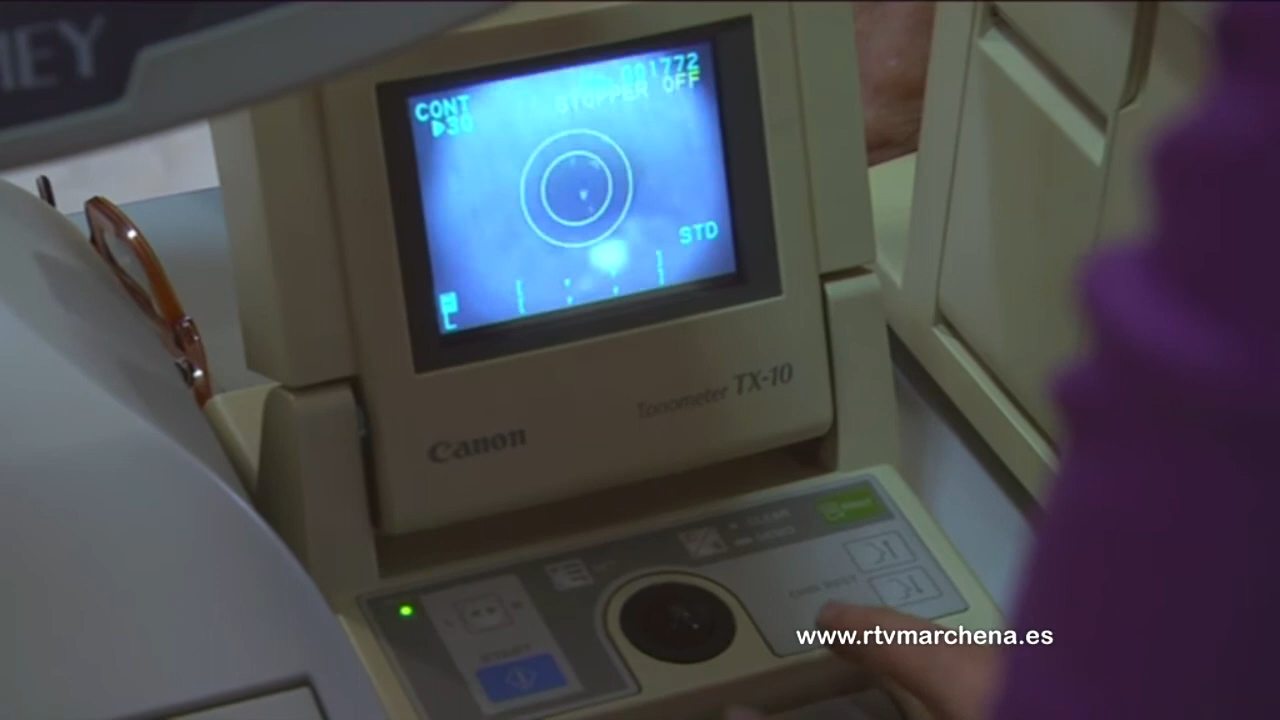 CONT
▶30
001772
STOPPER OFF
STD
L
Canon
Tonometer TX-10
www.rtvmarchena.es